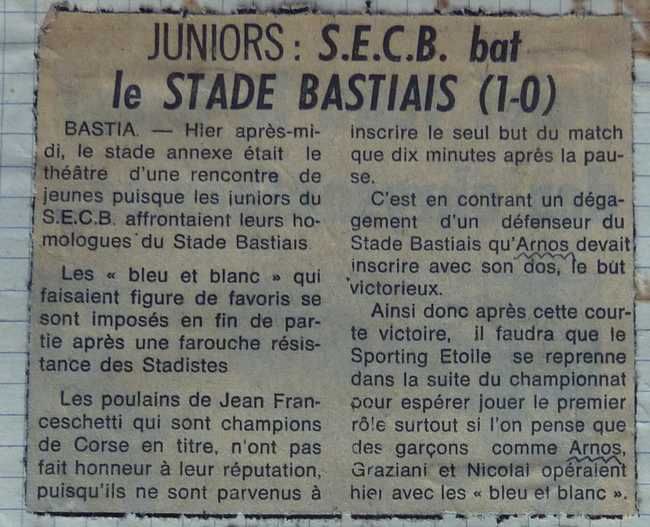 JUNIORS : S.E.C.B. bat
le STADE BASTIAIS (1-0)
BASTIA. — Hier après-mi-
di, le stade annexe était le
théâtre d'une rencontre de
jeunes puisque les juniors du
S.E.C.B. affrontaient leurs ho-
mologues du Stade Bastiais.
Les « bleu et blanc » qui
faisaient figure de favoris se
sont imposés en fin de par-
tie après une farouche résis-
tance des Stadistes
Les poulains de Jean Fran-
ceschetti qui sont champions
de Corse en titre, n'ont pas
fait honneur à leur réputation,
puisqu'ils ne sont parvenus à
inscrire le seul but du match
que dix minutes après la pau-
se.
C'est en contrant un déga-
gement d'un défenseur du
Stade Bastiais qu'Arnos devait
inscrire avec son dos, le but
victorieux.
Ainsi donc après cette cour-
te victoire, il faudra que le
Sporting Etoile se reprenne
dans la suite du championnat
pour espérer jouer le premier
rôle surtout si l'on pense que
des garçons comme Arnos,
Graziani et Nicolaï opéraient
hier avec les « bleu et blanc ».